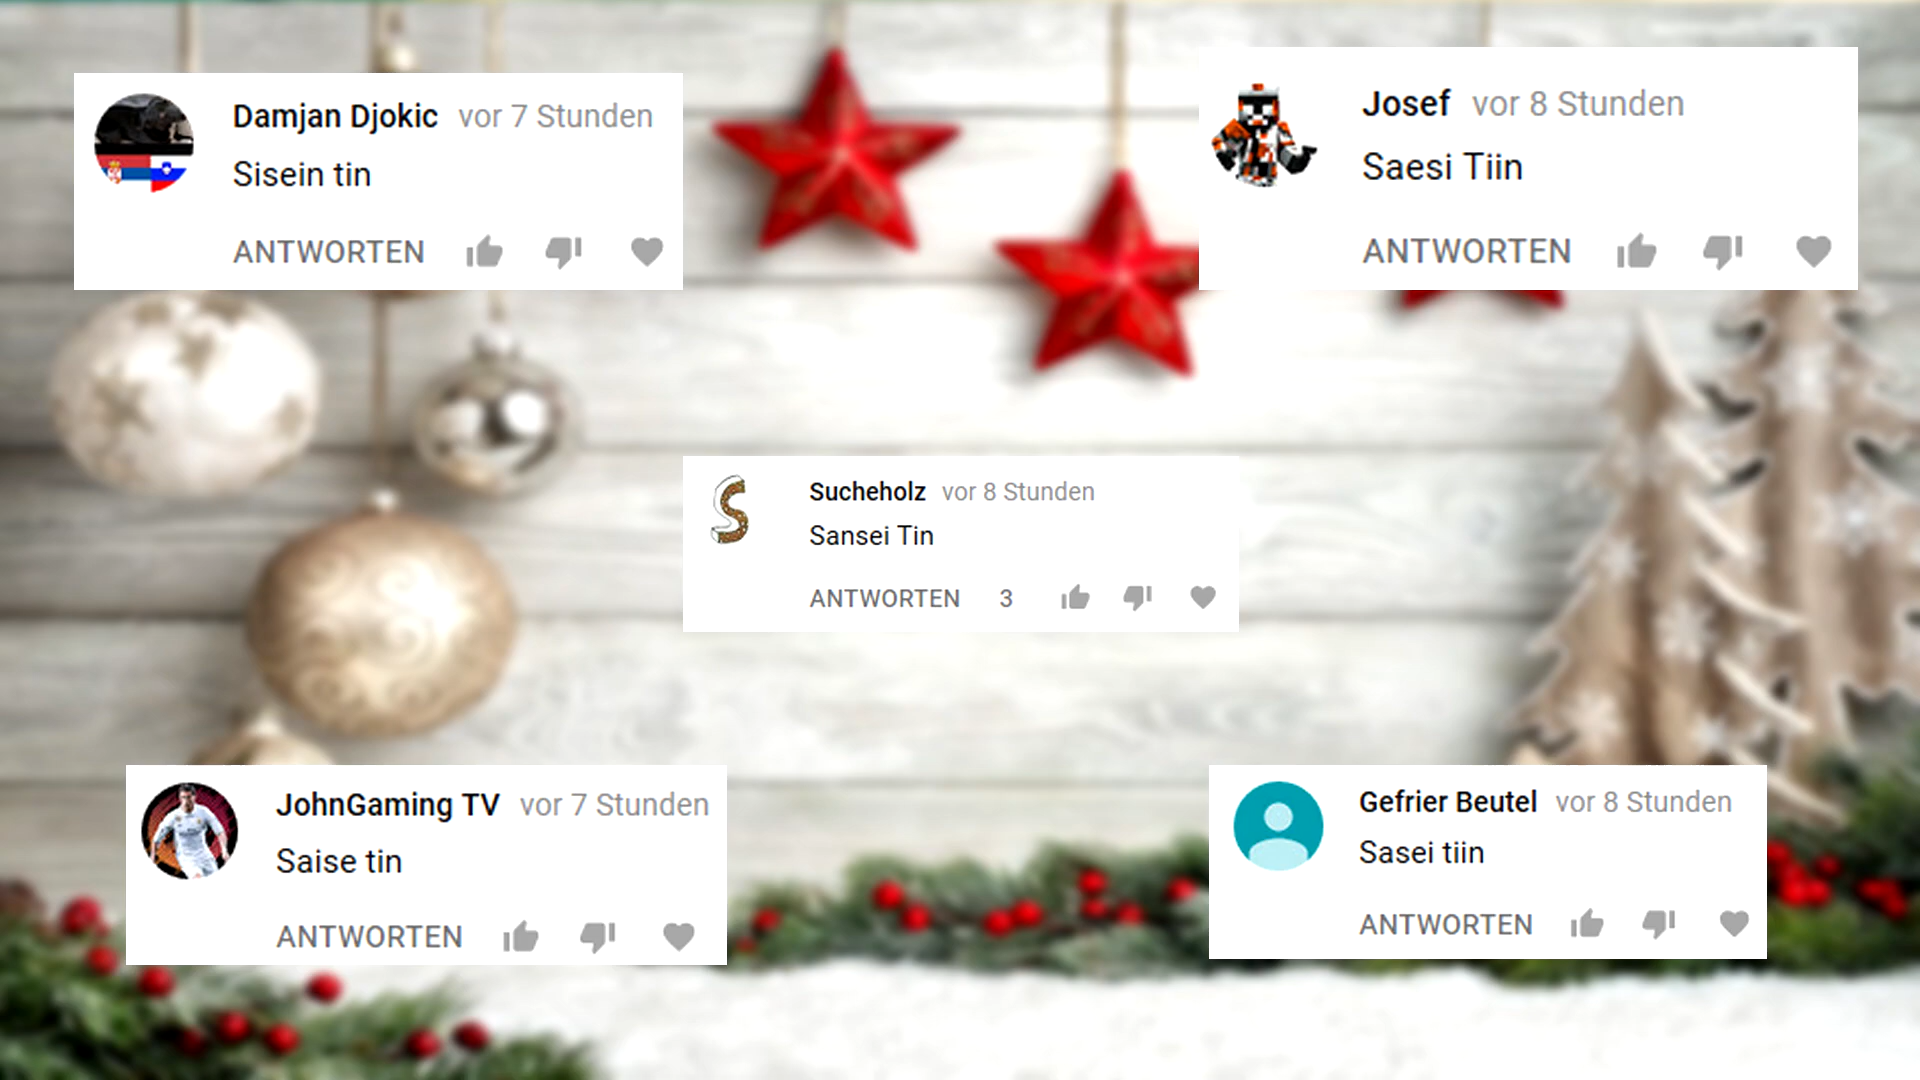 Damjan Djokic vor 7 Stunden
Sisein tin
ANTWORTEN
Josef vor 8 Stunden
Saesi Tiin
ANTWORTEN
Sucheholz vor 8 Stunden
Sansei Tin
ANTWORTEN 3
JohnGaming TV vor 7 Stunden
Saise tin
ANTWORTEN
Gefrier Beutel vor 8 Stunden
Sasei tiin
ANTWORTEN